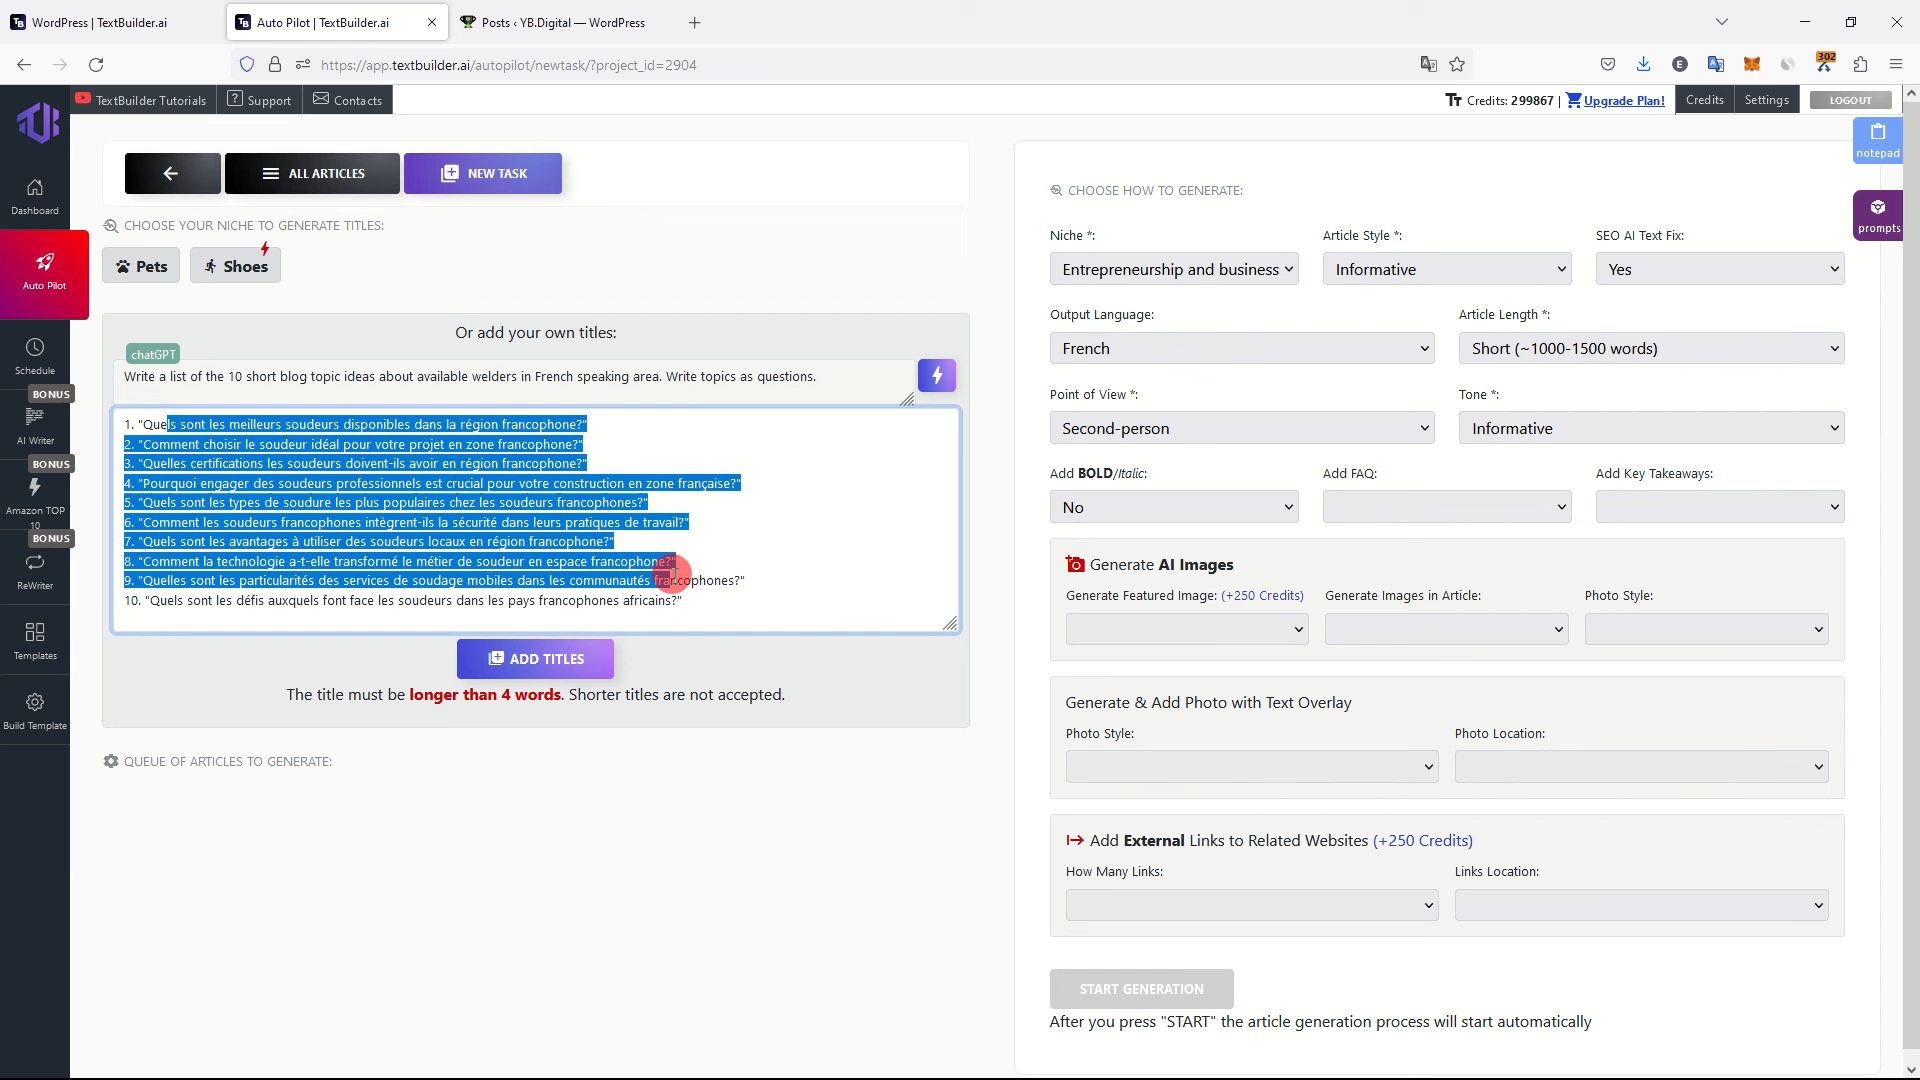 WordPress | TextBuilder.ai
Auto Pilot | TextBuilder.ai
Posts ‹ YB.Digital — WordPress
https://app.textbuilder.ai/autopilot/newtask/?project_id=2904
E
302
TextBuilder Tutorials
Support
Contacts
Credits: 299867 | Upgrade Plan!
Credits
Settings
LOGOUT
notepad
prompts
Dashboard
Auto Pilot
Schedule
BONUS
AI Writer
BONUS
Amazon TOP
10
BONUS
ReWriter
Templates
Build Template
ALL ARTICLES
NEW TASK
CHOOSE YOUR NICHE TO GENERATE TITLES:
Pets
Shoes
Or add your own titles:
chatGPT
Write a list of the 10 short blog topic ideas about available welders in French speaking area. Write topics as questions.
1. "Quels sont les meilleurs soudeurs disponibles dans la région francophone?"
2. "Comment choisir le soudeur idéal pour votre projet en zone francophone?"
3. "Quelles certifications les soudeurs doivent-ils avoir en région francophone?"
4. "Pourquoi engager des soudeurs professionnels est crucial pour votre construction en zone française?"
5. "Quels sont les types de soudure les plus populaires chez les soudeurs francophones?"
6. "Comment les soudeurs francophones intègrent-ils la sécurité dans leurs pratiques de travail?"
7. "Quels sont les avantages à utiliser des soudeurs locaux en région francophone?"
8. "Comment la technologie a-t-elle transformé le métier de soudeur en espace francophone?"
9. "Quelles sont les particularités des services de soudage mobiles dans les communautés francophones?"
10. "Quels sont les défis auxquels font face les soudeurs dans les pays francophones africains?"
ADD TITLES
The title must be longer than 4 words. Shorter titles are not accepted.
QUEUE OF ARTICLES TO GENERATE:
CHOOSE HOW TO GENERATE:
Niche *:
Article Style *:
SEO AI Text Fix:
Entrepreneurship and business
Informative
Yes
Output Language:
Article Length *:
French
Short (~1000-1500 words)
Point of View *:
Tone *:
Second-person
Informative
Add BOLD/Italic:
Add FAQ:
Add Key Takeaways:
No
Generate AI Images
Generate Featured Image: (+250 Credits)
Generate Images in Article:
Photo Style:
Generate & Add Photo with Text Overlay
Photo Style:
Photo Location:
Add External Links to Related Websites (+250 Credits)
How Many Links:
Links Location:
START GENERATION
After you press "START" the article generation process will start automatically